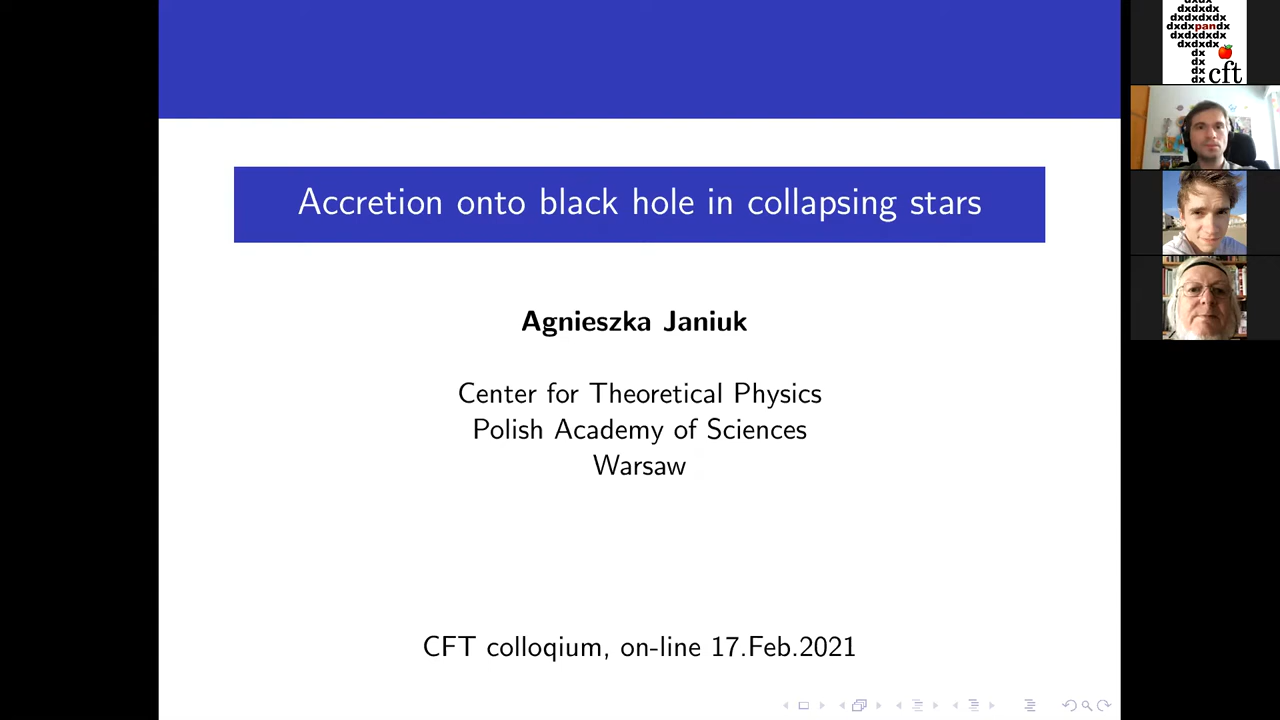 Accretion onto black hole in collapsing stars
Agnieszka Janiuk
Center for Theoretical Physics
Polish Academy of Sciences
Warsaw
CFT colloqium, on-line 17.Feb.2021
dxdxdx
dxdxdxdx
dxdxpandx
dxdxdxdx
dxdxdx
dx
dx
dx
dx cft